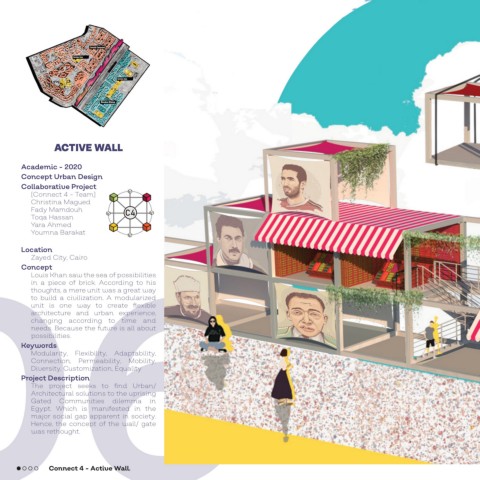 ACTIVE WALL
Academic - 2020
Concept Urban Design
Collaborative Project
(Connect 4 - Team)
Christina Magued
Fady Mamdouh
Toqa Hassan
Yara Ahmed
Youmna Barakat
C4
Location
Zayed City, Cairo
Concept
Louis Khan saw the sea of possibilities
in a piece of brick. According to his
thoughts, a mere unit was a great way
to build a civilization. A modularized
unit is one way to create flexible
architecture and urban experience,
changing according to time and
needs. Because the future is all about
possibilities.
Keywords
Modularity, Flexibility, Adaptability,
Connection, Permeability, Mobility,
Diversity, Customization, Equality
Project Description
The project seeks to find Urban/
Architectural solutions to the uprising
Gated Communities dilemma in
Egypt. Which is manifested in the
major social gap apparent in society.
Hence, the concept of the wall/ gate
was rethought.
Connect 4 - Active Wall.